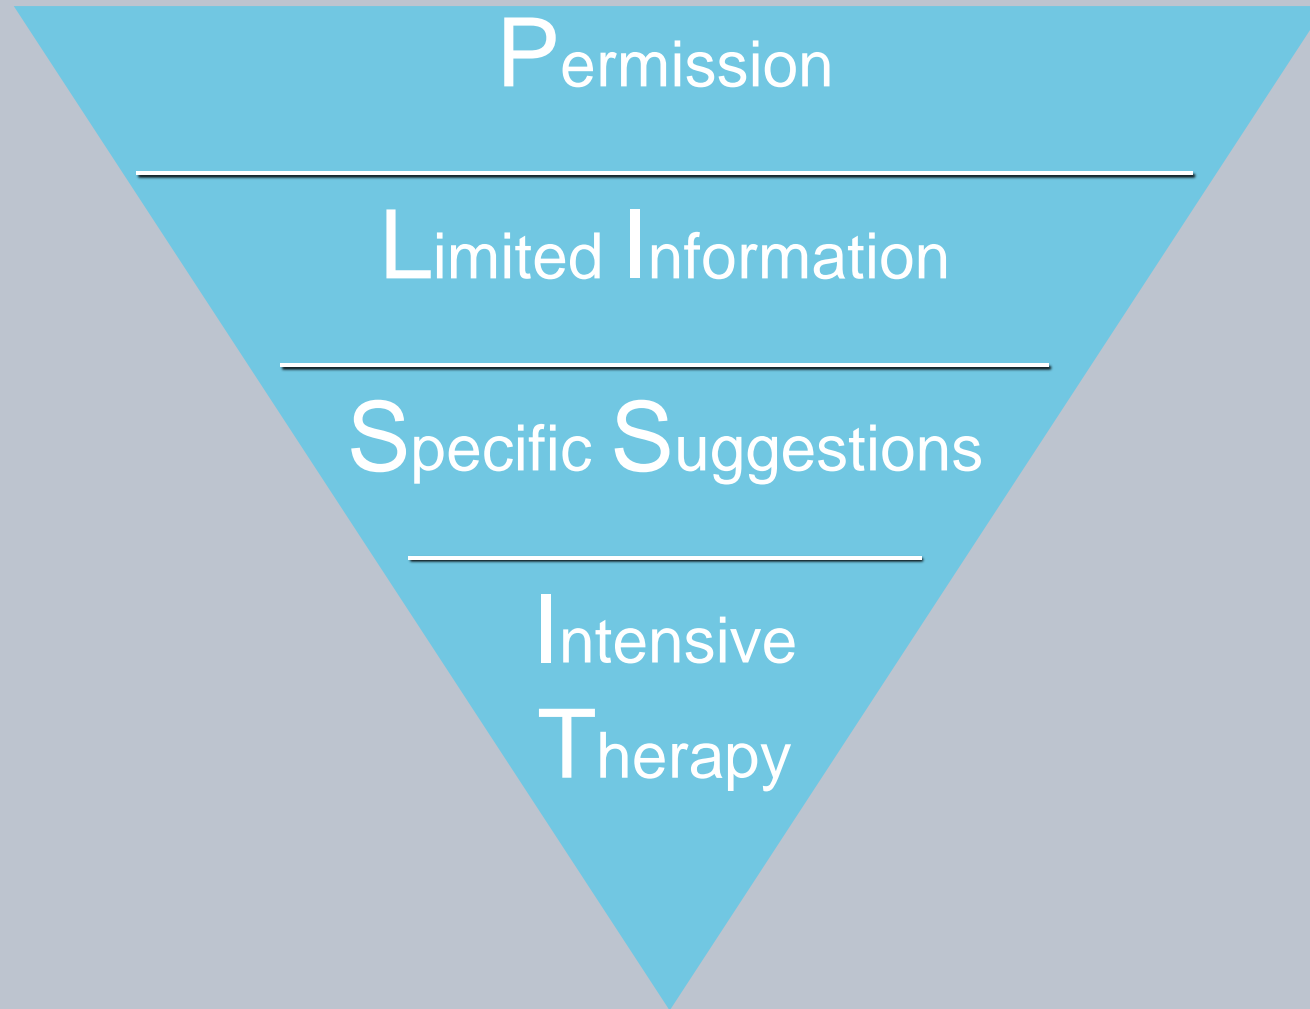 Permission
Limited Information
Specific Suggestions
Intensive
Therapy